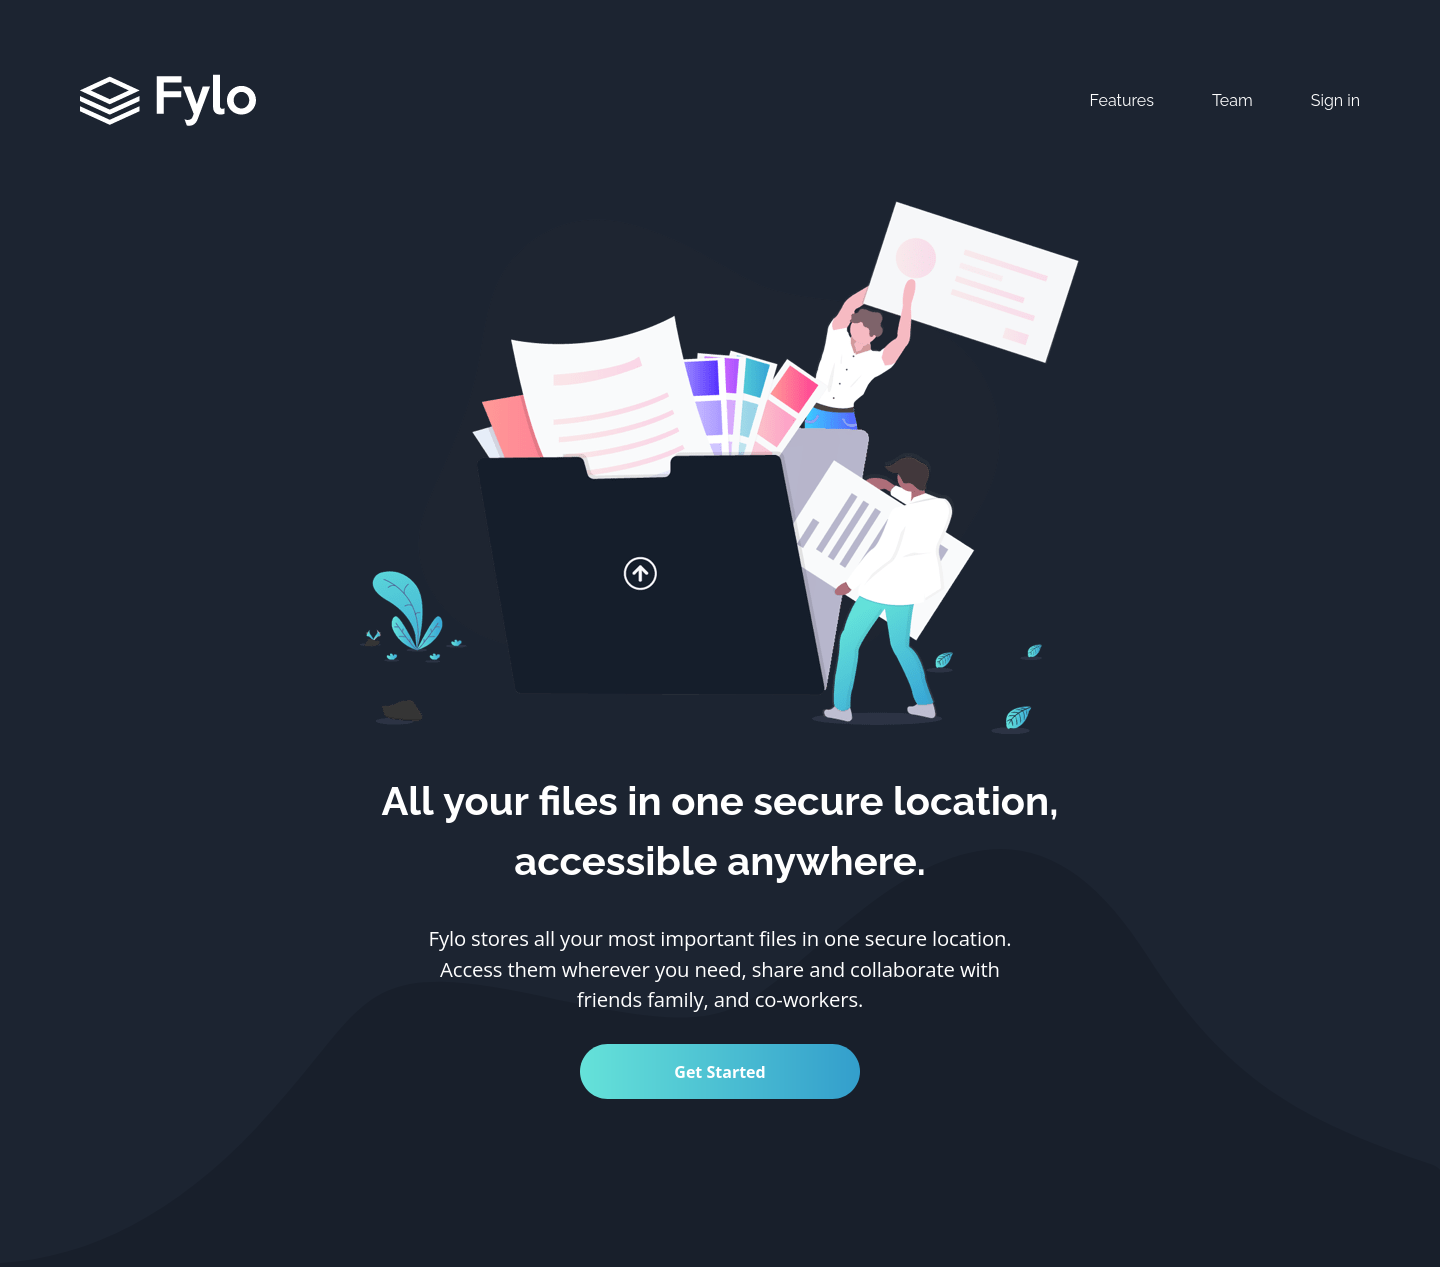 Fylo
Features
Team
Sign in
All your files in one secure location,
accessible anywhere.
Fylo stores all your most important files in one secure location.
Access them wherever you need, share and collaborate with
friends family, and co-workers.
Get Started